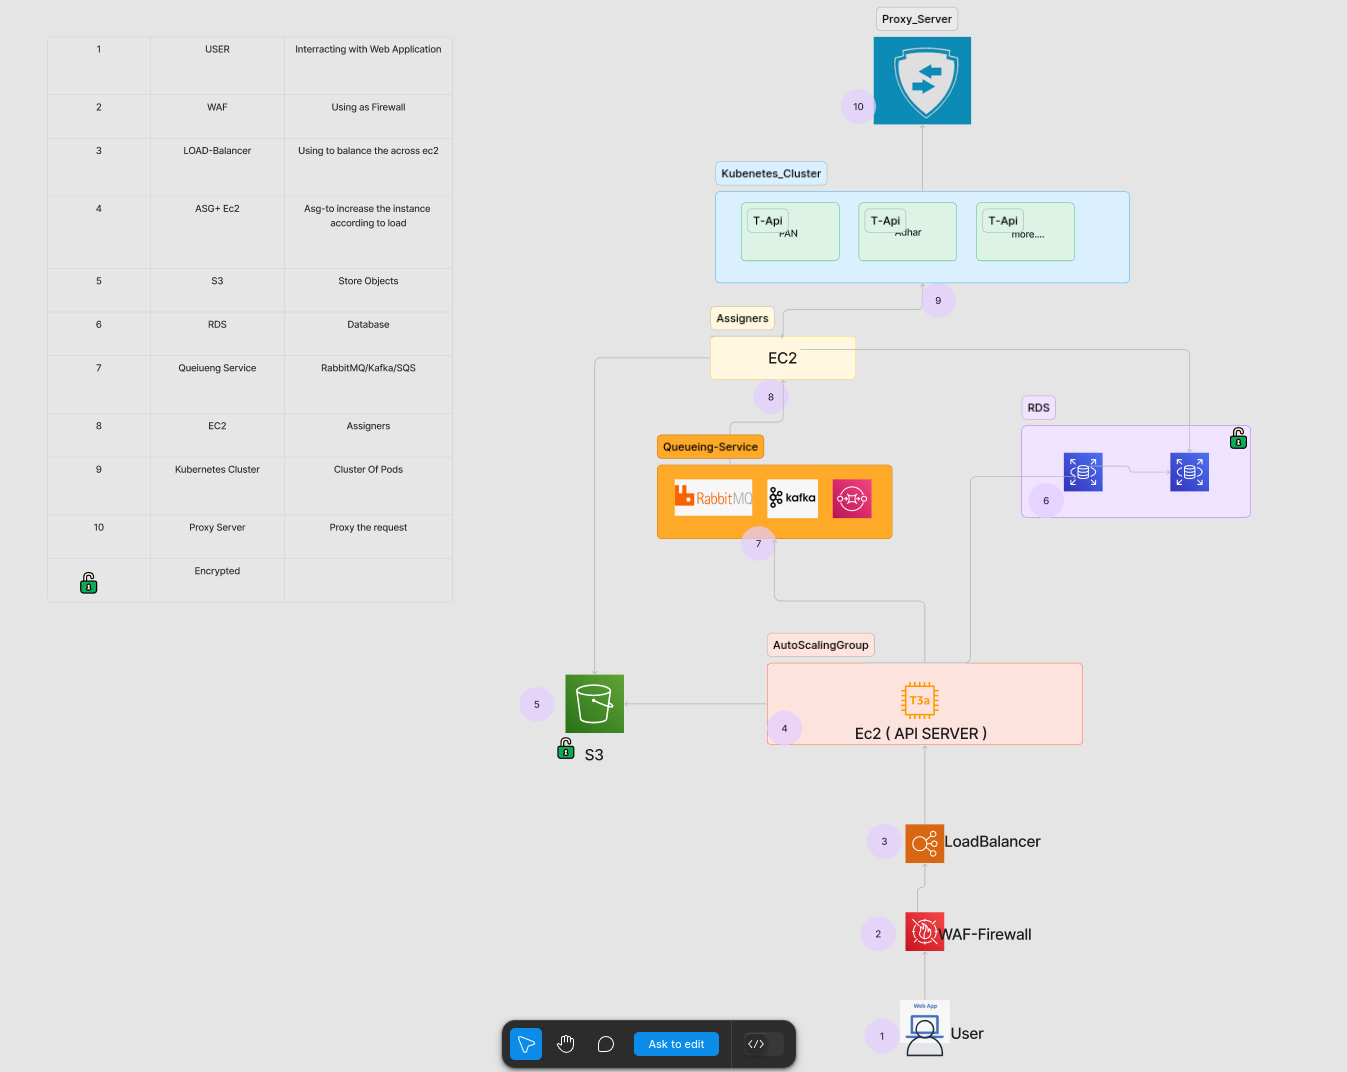 1 USER Interracting with Web Application
2 WAF Using as Firewall
3 LOAD-Balancer Using to balance the across ec2
4 ASG+ Ec2 Asg-to increase the instance
according to load
5 S3 Store Objects
6 RDS Database
7 Queiueng Service RabbitMQ/Kafka/SQS
8 EC2 Assigners
9 Kubernetes Cluster Cluster Of Pods
10 Proxy Server Proxy the request
Encrypted
Proxy_Server
10
Kubenetes_Cluster
T-Api
PAN
T-Api
Adhar
T-Api
more....
9
Assigners
EC2
8
RDS
6
Queueing-Service
RabbitMQ
kafka
7
AutoScalingGroup
T3a
Ec2 ( API SERVER )
4
5
S3
3
LoadBalancer
2
WAF-Firewall
Web App
1
User
Ask to edit